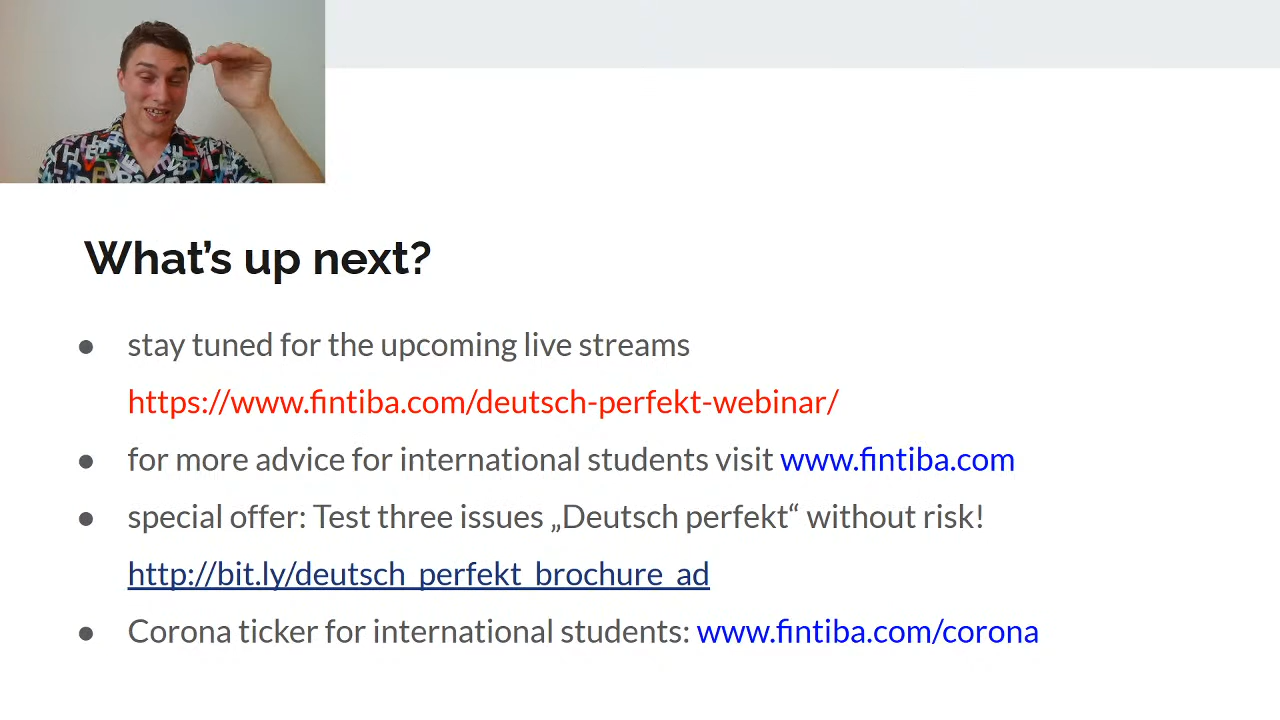 What's up next?
● stay tuned for the upcoming live streams
https://www.fintiba.com/deutsch-perfekt-webinar/
● for more advice for international students visit www.fintiba.com
● special offer: Test three issues „Deutsch perfekt“ without risk!
http://bit.ly/deutsch_perfekt_brochure_ad
● Corona ticker for international students: www.fintiba.com/corona